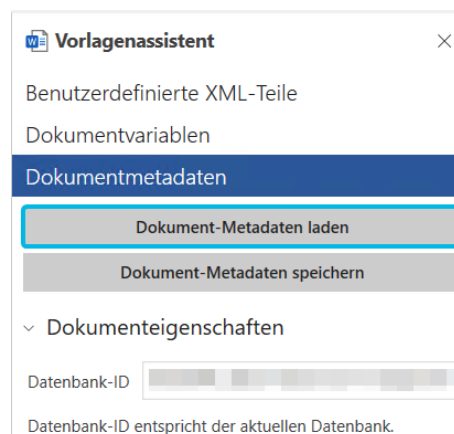 Vorlagenassistent
Benutzerdefinierte XML-Teile
Dokumentvariablen
Dokumentmetadaten
Dokument-Metadaten laden
Dokument-Metadaten speichern
Dokumenteigenschaften
Datenbank-ID
Datenbank-ID entspricht der aktuellen Datenbank.